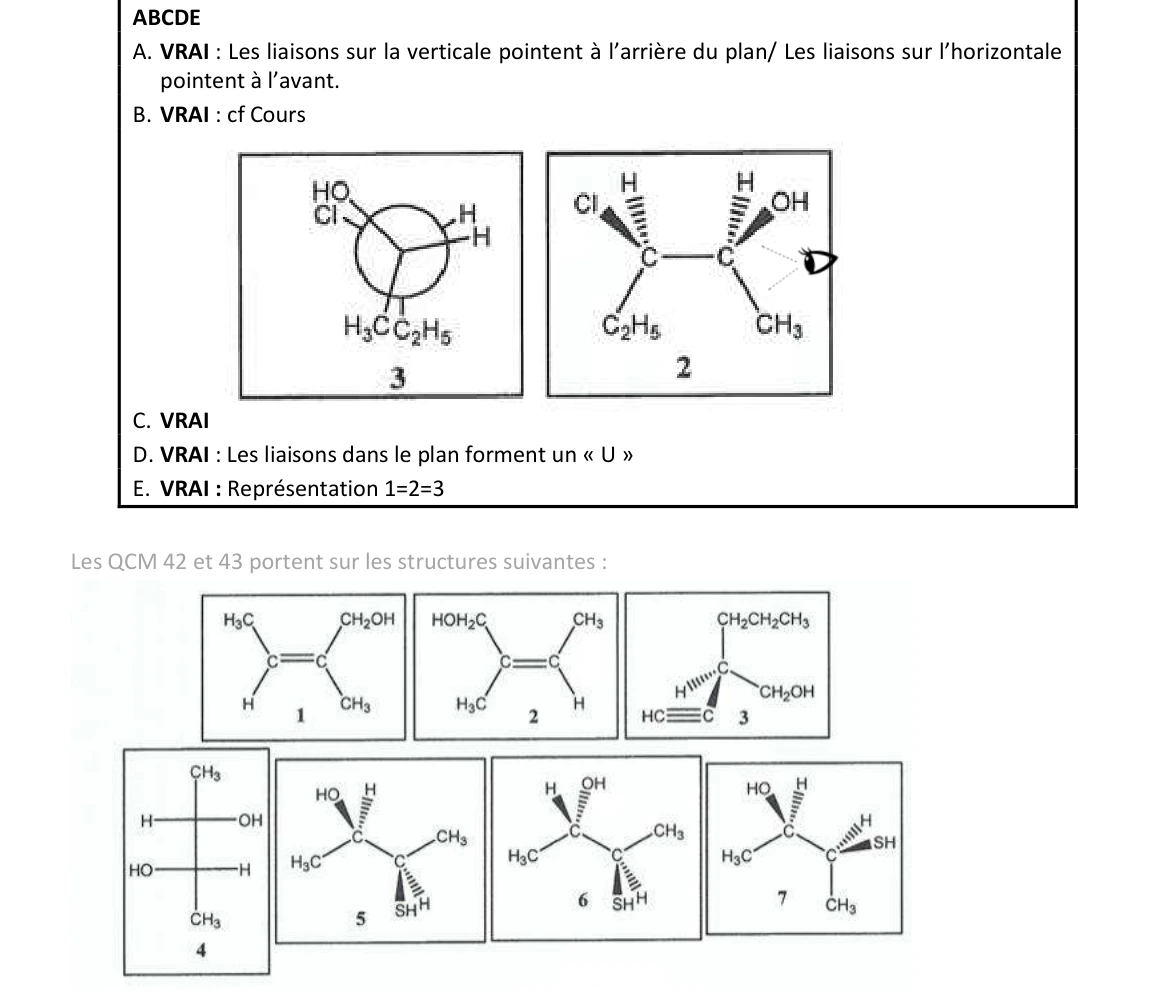 ABCDE
A. VRAI : Les liaisons sur la verticale pointent à l'arrière du plan/ Les liaisons sur l'horizontale
pointent à l'avant.
B. VRAI : cf Cours
HO
Cl
H
H
H₃C C₂H₅
3
H H
Cl OH
C C
C₂H₅ CH₃
2
C. VRAI
D. VRAI : Les liaisons dans le plan forment un « U »
E. VRAI : Représentation 1=2=3
Les QCM 42 et 43 portent sur les structures suivantes :
H₃C CH₂OH
C C
H CH₃
1
HOH₂C CH₃
C C
H₃C H
2
CH₂CH₂CH₃
C
H CH₂OH
HC C 3
CH₃
H OH
HO H
CH₃
4
HO H
C CH₃
H₃C C
SH H
5
H OH
C CH₃
H₃C C
6 SH H
HO H
C H
H₃C C SH
7 CH₃